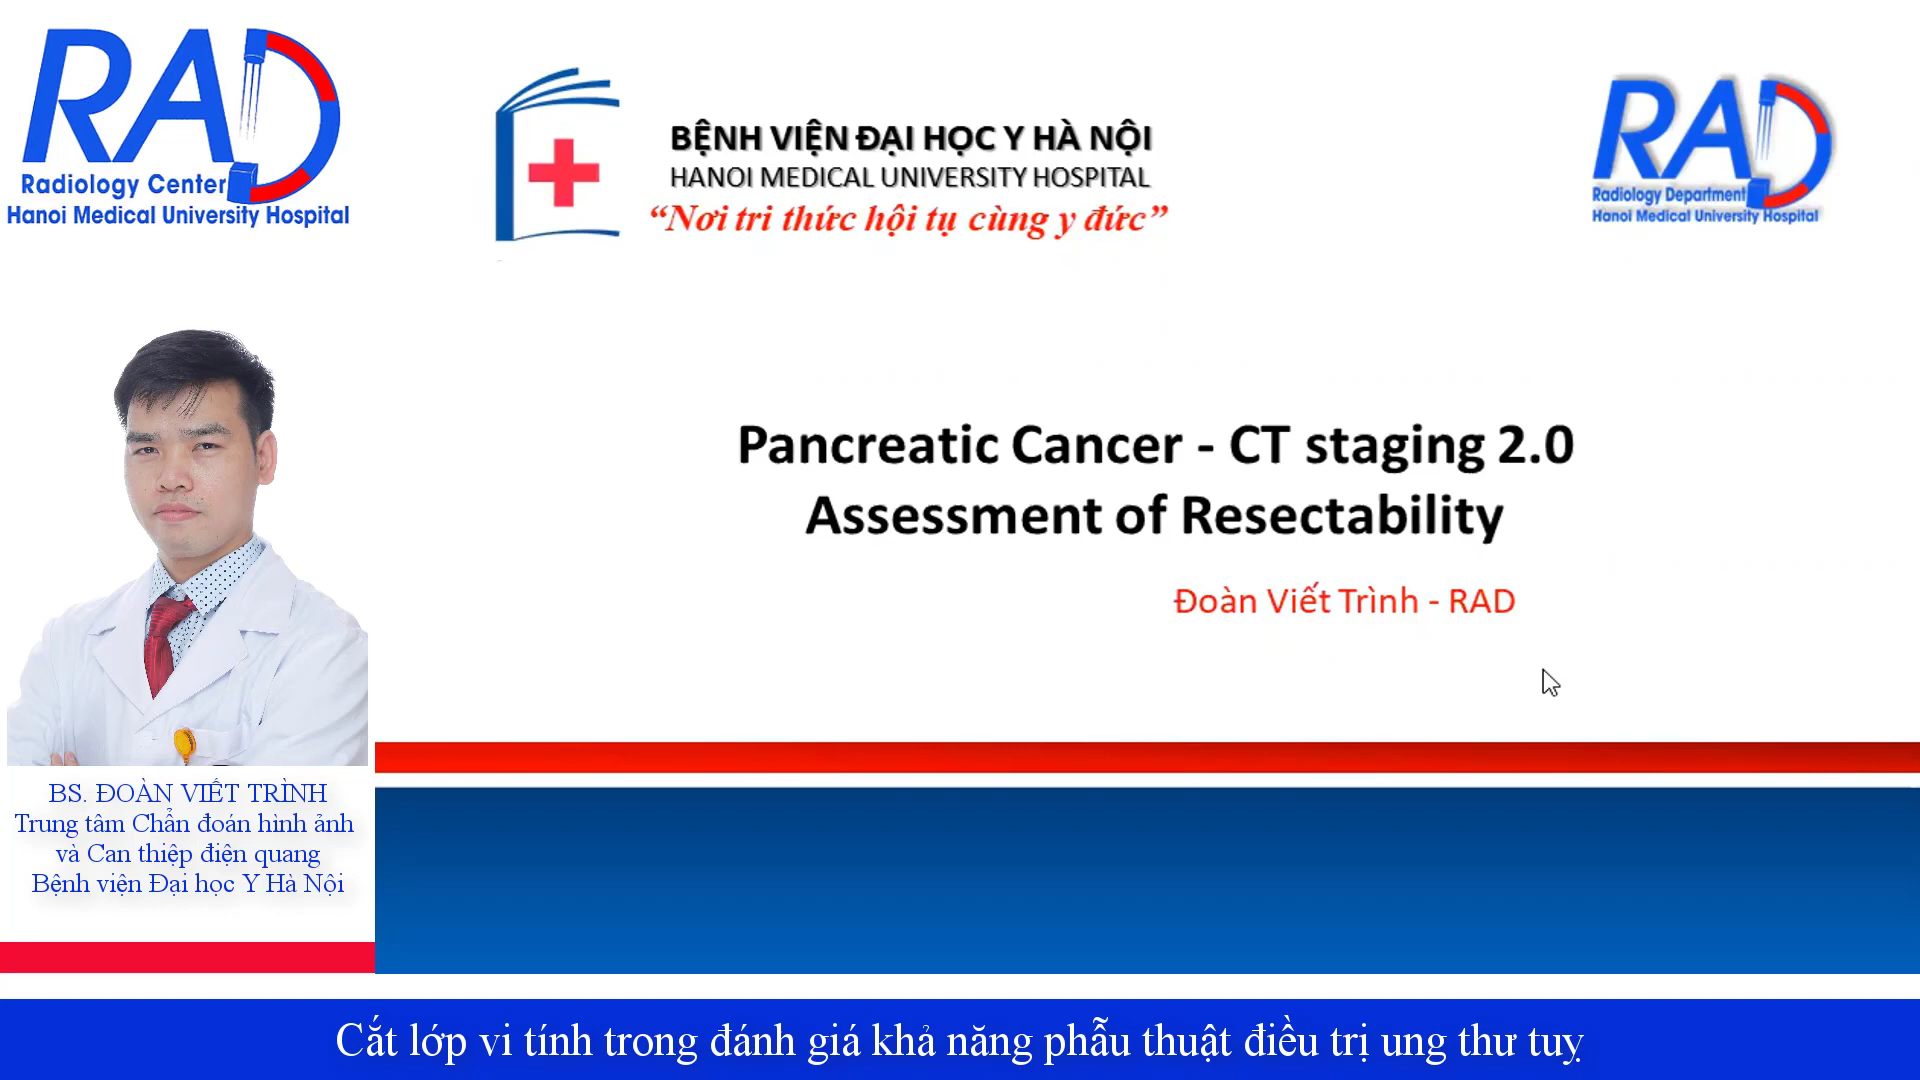 RAD
Radiology Center
Hanoi Medical University Hospital
BỆNH VIỆN ĐẠI HỌC Y HÀ NỘI
HANOI MEDICAL UNIVERSITY HOSPITAL
“Nơi tri thức hội tụ cùng y đức”
RAD
Radiology Department
Hanoi Medical University Hospital
Pancreatic Cancer - CT staging 2.0
Assessment of Resectability
Đoàn Viết Trình - RAD
BS. ĐOÀN VIẾT TRÌNH
Trung tâm Chẩn đoán hình ảnh
và Can thiệp điện quang
Bệnh viện Đại học Y Hà Nội
Cắt lớp vi tính trong đánh giá khả năng phẫu thuật điều trị ung thư tuỵ